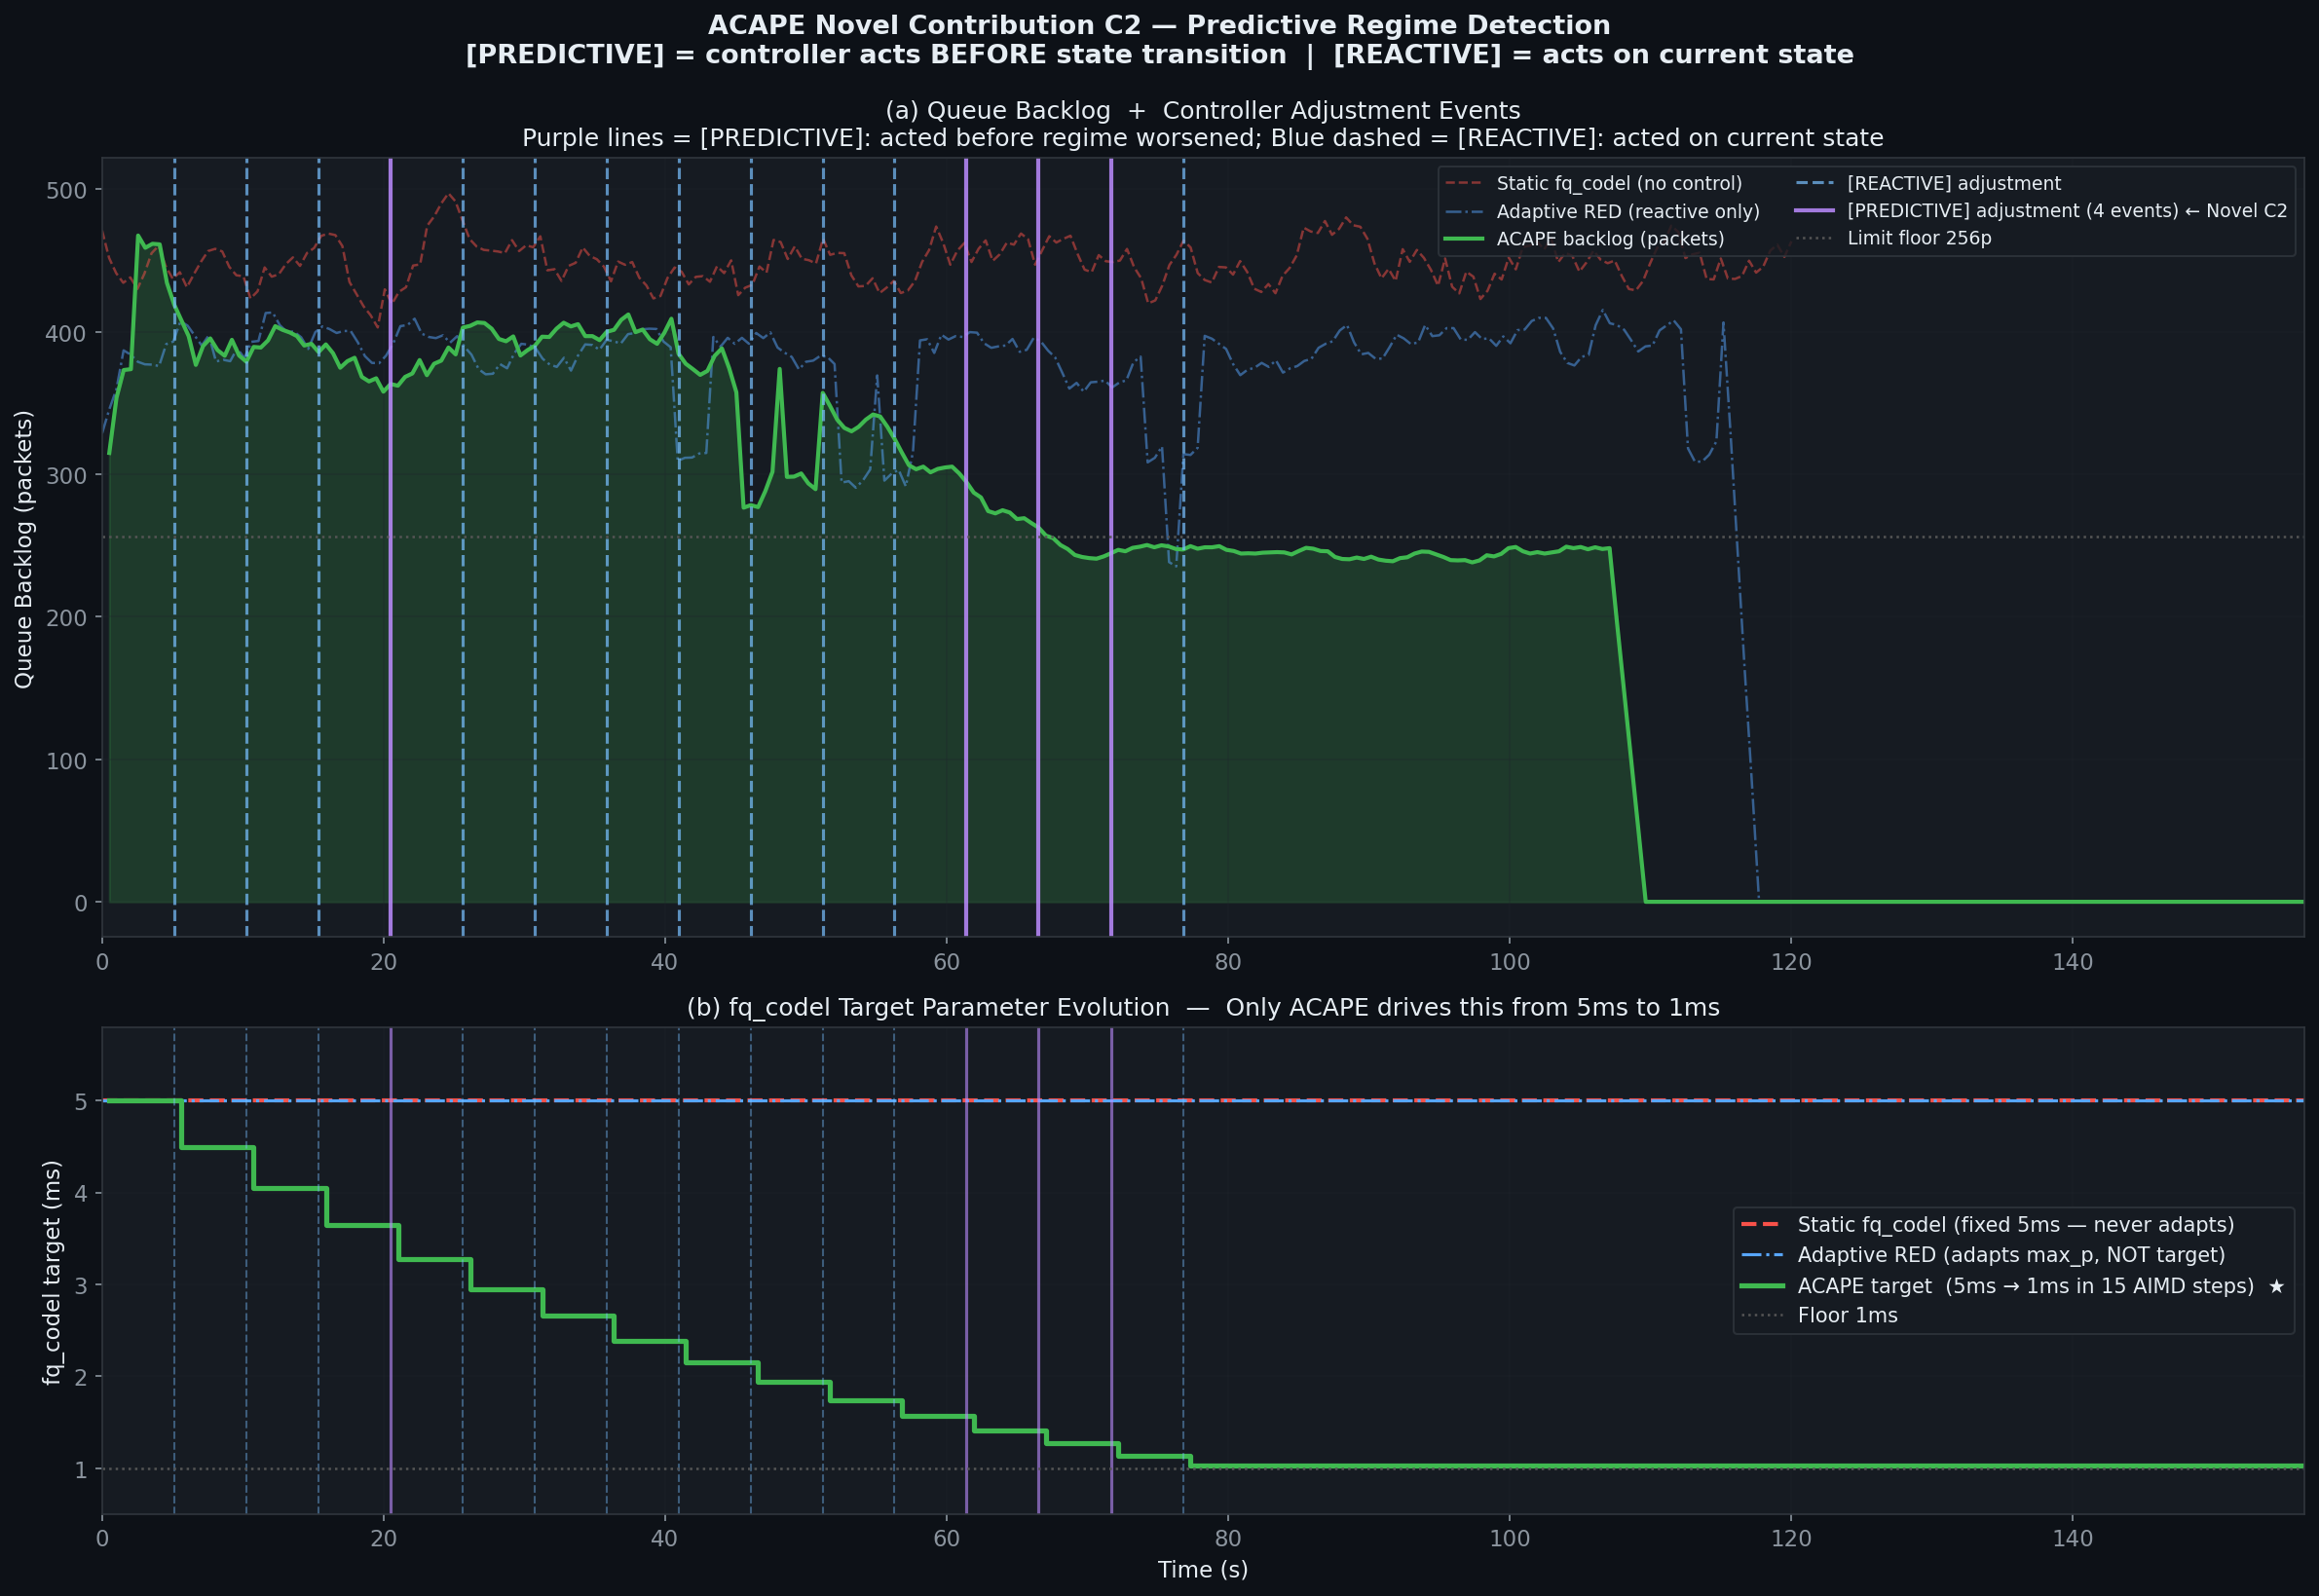 ACAPE Novel Contribution C2 — Predictive Regime Detection
[PREDICTIVE] = controller acts BEFORE state transition | [REACTIVE] = acts on current state
(a) Queue Backlog + Controller Adjustment Events
Purple lines = [PREDICTIVE]: acted before regime worsened; Blue dashed = [REACTIVE]: acted on current state
Queue Backlog (packets)
500
400
300
200
100
0
Static fq_codel (no control)
Adaptive RED (reactive only)
ACAPE backlog (packets)
[REACTIVE] adjustment
[PREDICTIVE] adjustment (4 events) ← Novel C2
Limit floor 256p
0
20
40
60
80
100
120
140
(b) fq_codel Target Parameter Evolution — Only ACAPE drives this from 5ms to 1ms
fq_codel target (ms)
5
4
3
2
1
Static fq_codel (fixed 5ms — never adapts)
Adaptive RED (adapts max_p, NOT target)
ACAPE target (5ms → 1ms in 15 AIMD steps) ★
Floor 1ms
0
20
40
60
80
100
120
140
Time (s)